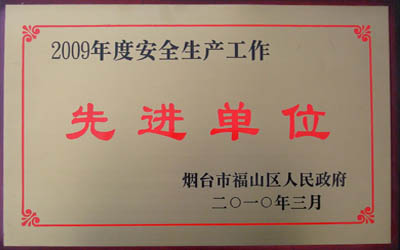 2009年度安全生产工作
先进单位
烟台市福山区人民政府
二〇一〇年三月